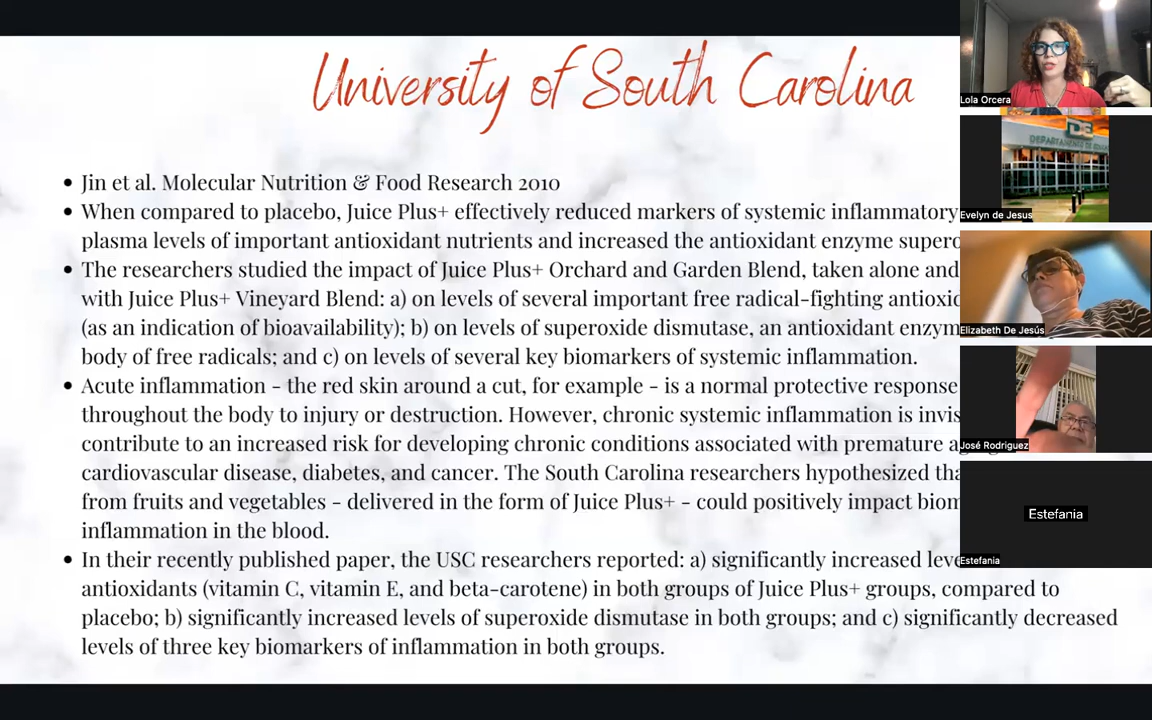 University of South Carolina
Jin et al. Molecular Nutrition & Food Research 2010
When compared to placebo, Juice Plus+ effectively reduced markers of systemic inflammatory
plasma levels of important antioxidant nutrients and increased the antioxidant enzyme
The researchers studied the impact of Juice Plus+ Orchard and Garden Blend, taken alone and
with Juice Plus+ Vineyard Blend: a) on levels of several important free radical-fighting
(as an indication of bioavailability); b) on levels of superoxide dismutase, an antioxidant
body of free radicals; and c) on levels of several key biomarkers of systemic inflammation.
Acute inflammation - the red skin around a cut, for example - is a normal protective response
throughout the body to injury or destruction. However, chronic systemic inflammation is
contribute to an increased risk for developing chronic conditions associated with premature
cardiovascular disease, diabetes, and cancer. The South Carolina researchers hypothesized
from fruits and vegetables - delivered in the form of Juice Plus+ - could positively impact
inflammation in the blood.
In their recently published paper, the USC researchers reported: a) significantly increased
antioxidants (vitamin C, vitamin E, and beta-carotene) in both groups of Juice Plus+ groups, compared to
placebo; b) significantly increased levels of superoxide dismutase in both groups; and c) significantly decreased
levels of three key biomarkers of inflammation in both groups.
Lola Orcera
DE
Evelyn de Jesus
Elizabeth De Jesús
José Rodriguez
Estefania
Estefania